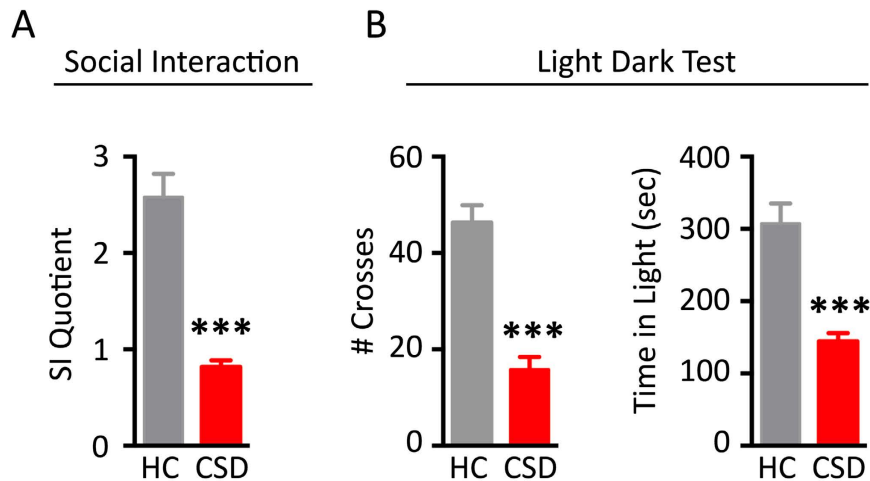 A
Social Interaction
SI Quotient
3
2
1
0
***
HC CSD
B
Light Dark Test
# Crosses
60
40
20
0
***
HC CSD
Time in Light (sec)
400
300
200
100
0
***
HC CSD